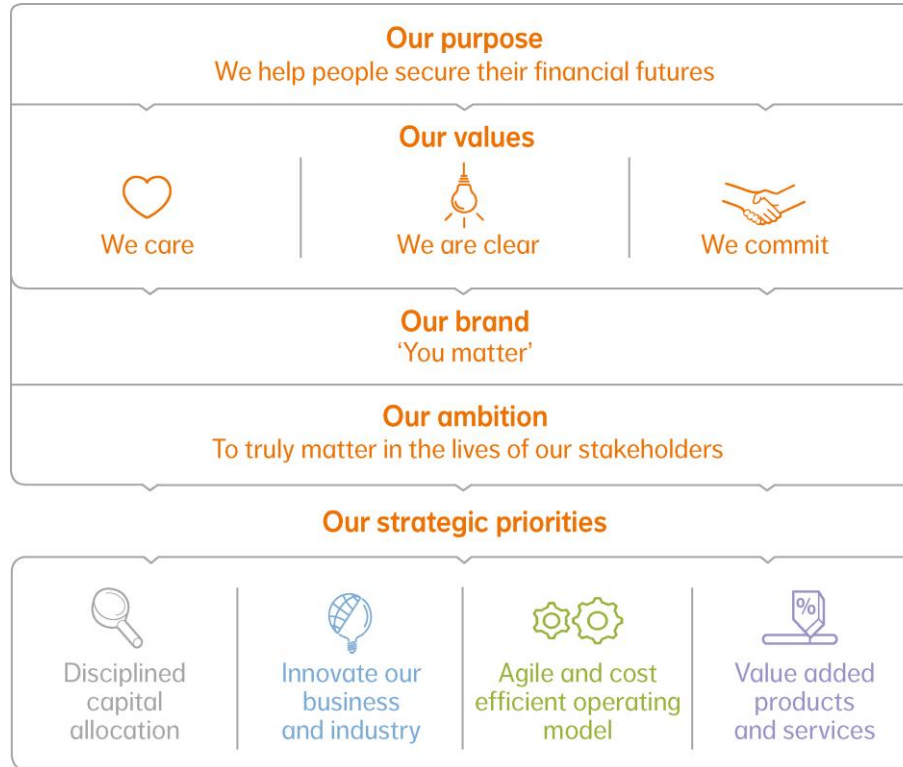 Our purpose
We help people secure their financial futures
Our values
We care
We are clear
We commit
Our brand
‘You matter’
Our ambition
To truly matter in the lives of our stakeholders
Our strategic priorities
Disciplined
capital
allocation
Innovate our
business
and industry
Agile and cost
efficient operating
model
%
Value added
products
and services